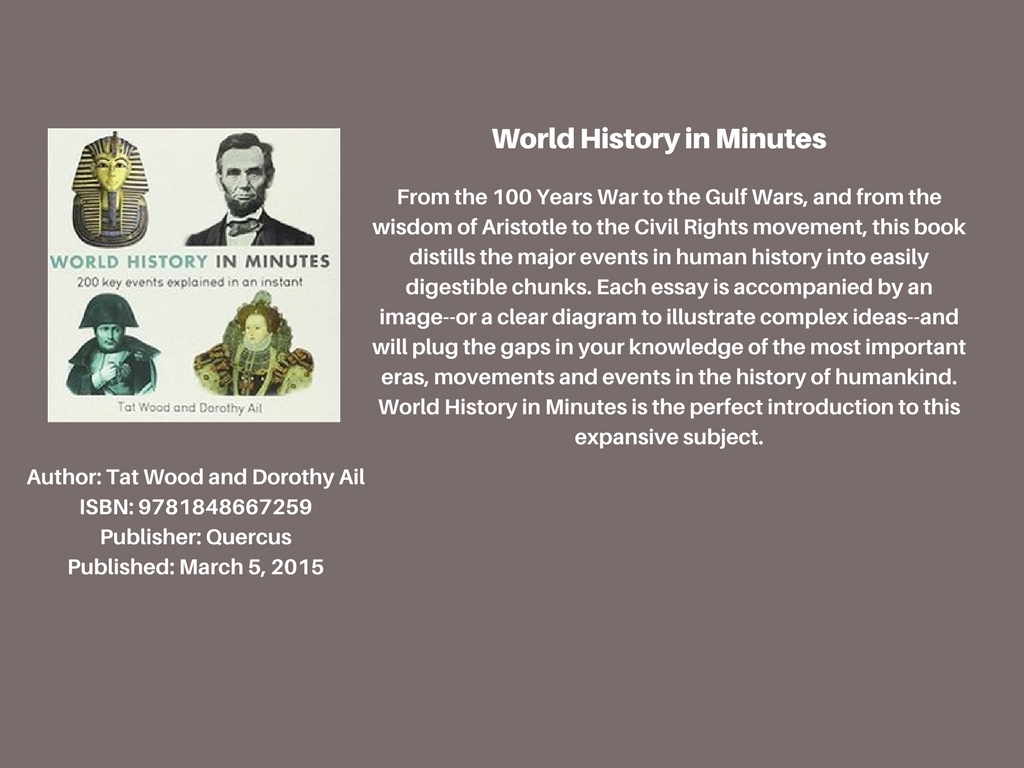 WORLD HISTORY IN MINUTES
200 key events explained in an instant
Tat Wood and Dorothy Ail
Author: Tat Wood and Dorothy Ail
ISBN: 9781848667259
Publisher: Quercus
Published: March 5, 2015
World History in Minutes
From the 100 Years War to the Gulf Wars, and from the
wisdom of Aristotle to the Civil Rights movement, this book
distills the major events in human history into easily
digestible chunks. Each essay is accompanied by an
image--or a clear diagram to illustrate complex ideas--and
will plug the gaps in your knowledge of the most important
eras, movements and events in the history of humankind.
World History in Minutes is the perfect introduction to this
expansive subject.